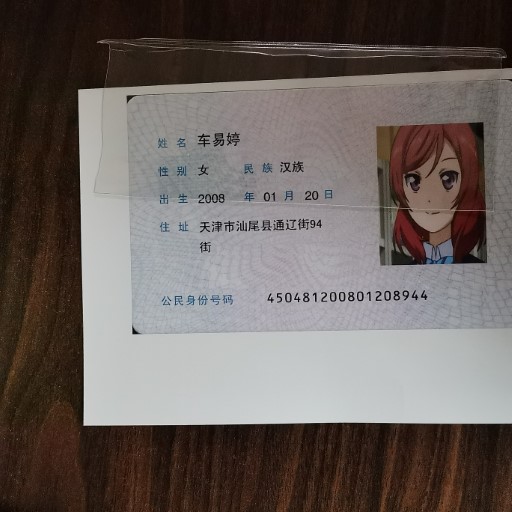 姓名 车易婷
性别 女 民族 汉族
出生 2008 年 01 月 20 日
住址 天津市汕尾县通辽街94
街
公民身份号码 450481200801208944